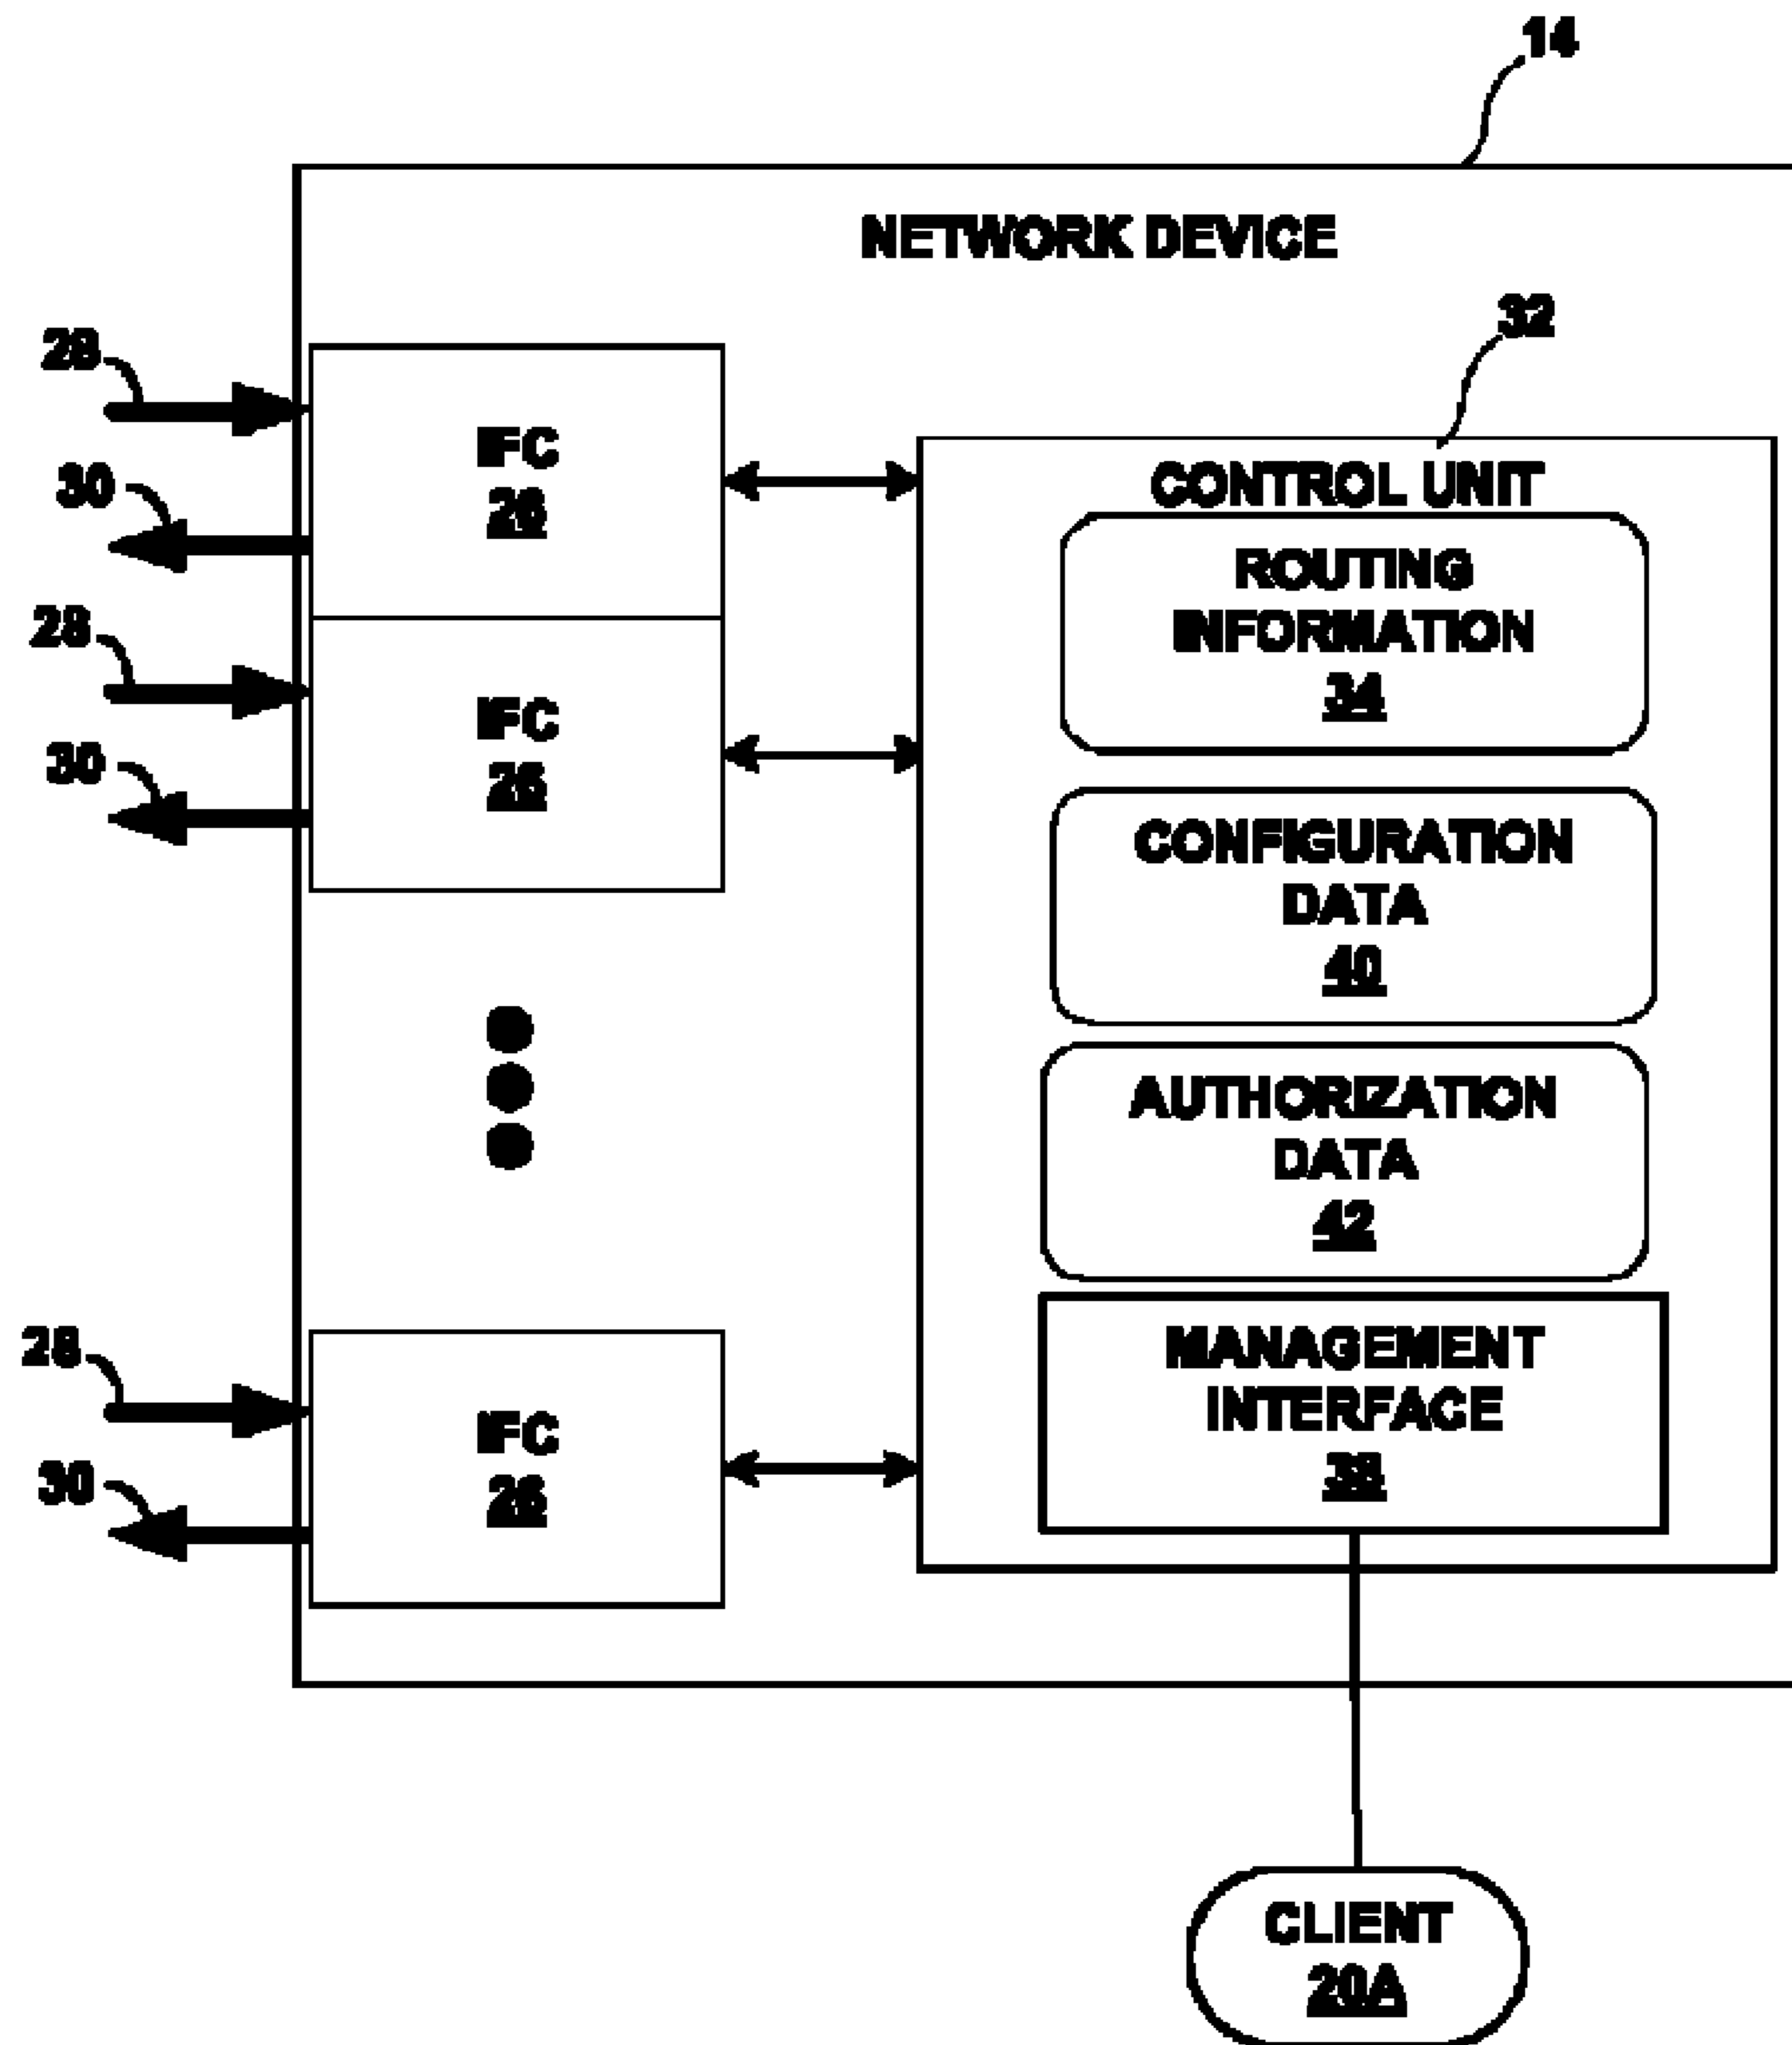 14
NETWORK DEVICE
32
28
IFC
26
30
CONTROL UNIT
ROUTING
INFORMATION
34
28
IFC
26
30
CONFIGURATION
DATA
40
AUTHORIZATION
DATA
42
28
IFC
26
30
MANAGEMENT
INTERFACE
38
CLIENT
20A